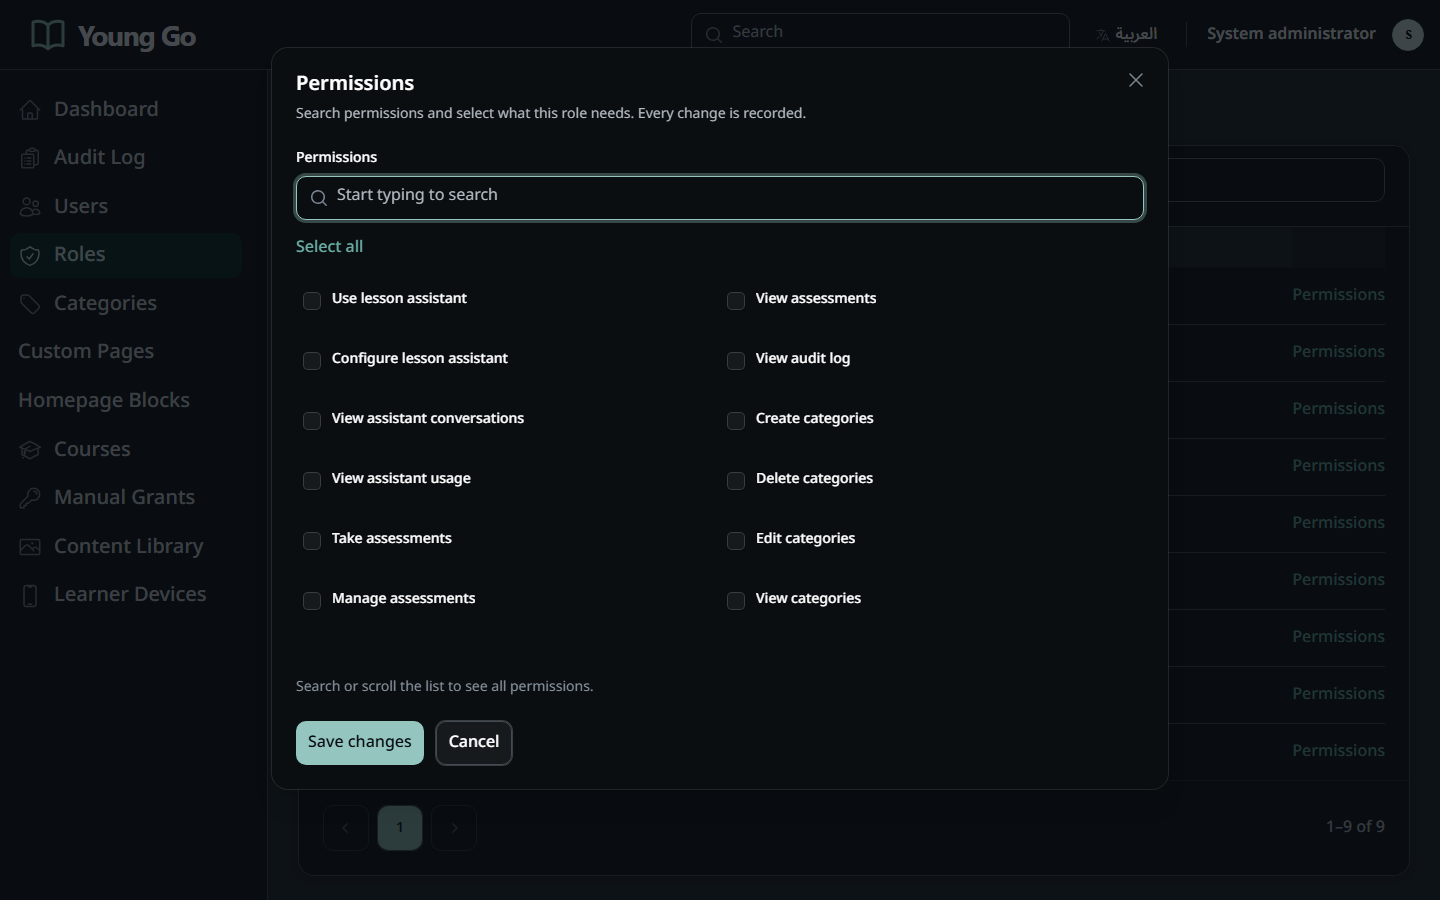 Young Go
Search
العربية
System administrator
S
Dashboard
Audit Log
Users
Roles
Categories
Custom Pages
Homepage Blocks
Courses
Manual Grants
Content Library
Learner Devices
Permissions
Search permissions and select what this role needs. Every change is recorded.
Permissions
Start typing to search
Select all
Use lesson assistant
View assessments
Configure lesson assistant
View audit log
View assistant conversations
Create categories
View assistant usage
Delete categories
Take assessments
Edit categories
Manage assessments
View categories
Search or scroll the list to see all permissions.
Save changes
Cancel
Permissions
Permissions
Permissions
Permissions
Permissions
Permissions
Permissions
Permissions
Permissions
1
1–9 of 9